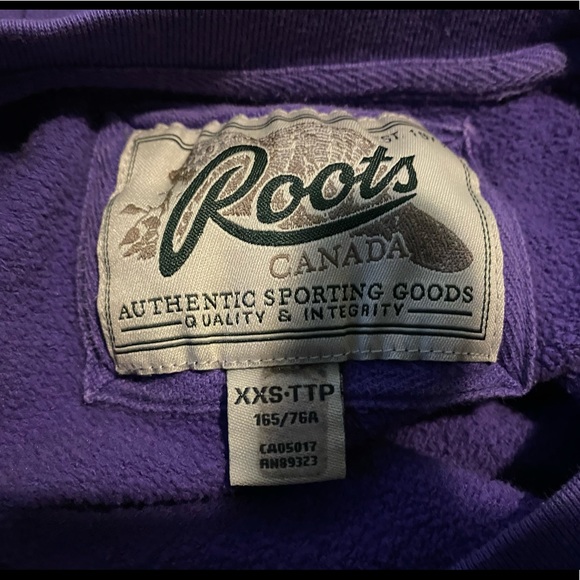 Roots
CANADA
AUTHENTIC SPORTING GOODS
QUALITY & INTEGRITY
XXS·TTP
165/76A
CA05017
RN89323